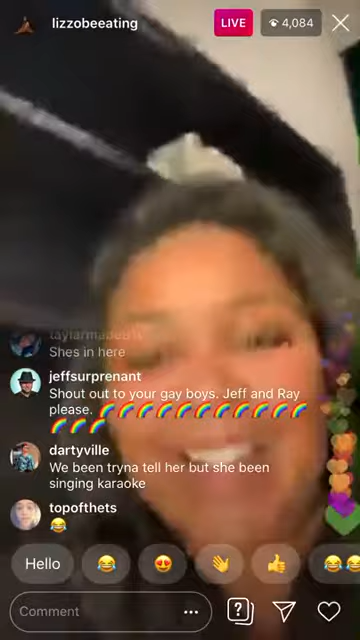 lizzobeeating
LIVE
4,084
Shes in here
jeffsurprenant
Shout out to your gay boys. Jeff and Ray
please. 🌈🌈🌈🌈🌈🌈🌈🌈🌈🌈🌈🌈
🌈🌈🌈
dartyville
We been tryna tell her but she been
singing karaoke
topofthets
😂
Hello 😂 😍 👋 👍 😂😂
Comment